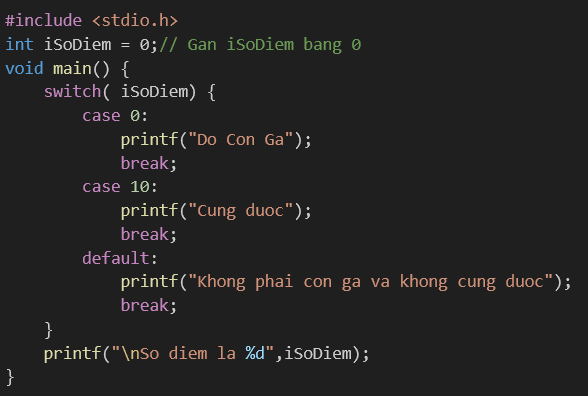 #include <stdio.h>
int iSoDiem = 0;// Gan iSoDiem bang 0
void main() {
    switch( iSoDiem) {
        case 0:
            printf("Do Con Ga");
            break;
        case 10:
            printf("Cung duoc");
            break;
        default:
            printf("Khong phai con ga va khong cung duoc");
            break;
    }
    printf("\nSo diem la %d",iSoDiem);
}